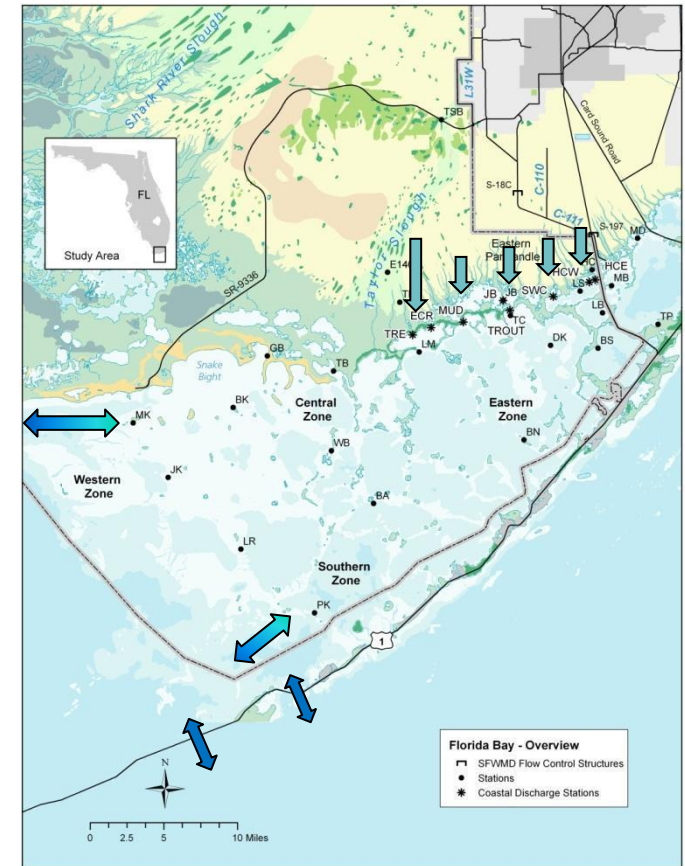 Shark River Slough
L31W
TSB
Card Sound Road
FL
Study Area
S-18C
C-110
C-111
S-197
MD
Taylor Slough
Eastern
Panhandle
SR-9336
HCW
HCE
MB
JB
JB
SWC
LS
LB
ECR
MUD
TC
TROUT
TP
TRE
LM
DK
BS
GB
TB
Snake
Bight
MK
BK
Central
Zone
Eastern
Zone
BN
WB
JK
Western
Zone
BA
LR
Southern
Zone
PK
1
N
0 2.5 5 10 Miles
Florida Bay - Overview
SFWMD Flow Control Structures
Stations
Coastal Discharge Stations